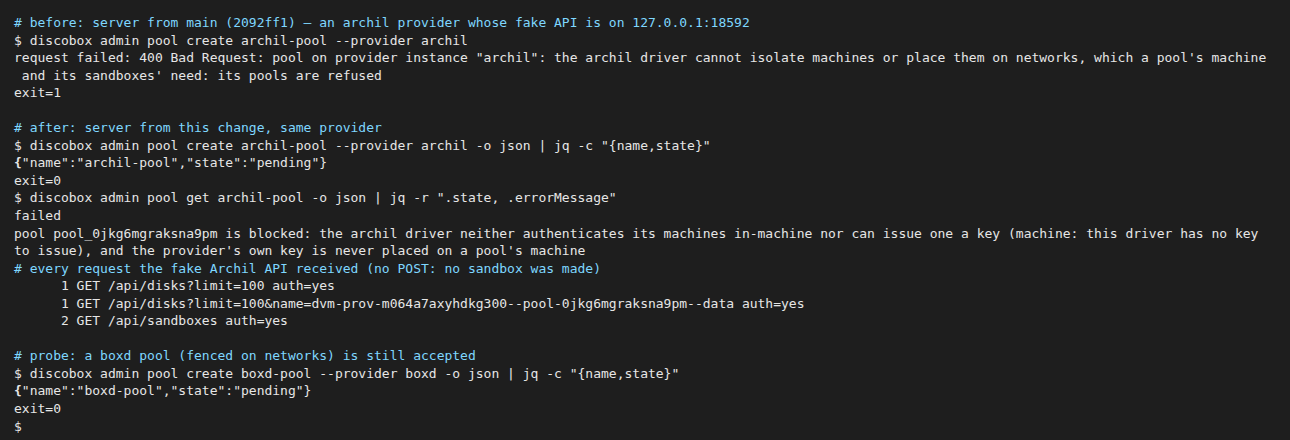 # before: server from main (2092ff1) — an archil provider whose fake API is on 127.0.0.1:18592
$ discobox admin pool create archil-pool --provider archil
request failed: 400 Bad Request: pool on provider instance "archil": the archil driver cannot isolate machines or place them on networks, which a pool's machine
 and its sandboxes' need: its pools are refused
exit=1

# after: server from this change, same provider
$ discobox admin pool create archil-pool --provider archil -o json | jq -c "{name,state}"
{"name":"archil-pool","state":"pending"}
exit=0
$ discobox admin pool get archil-pool -o json | jq -r ".state, .errorMessage"
failed
pool pool_0jkg6mgraksna9pm is blocked: the archil driver neither authenticates its machines in-machine nor can issue one a key (machine: this driver has no key
to issue), and the provider's own key is never placed on a pool's machine
# every request the fake Archil API received (no POST: no sandbox was made)
      1 GET /api/disks?limit=100 auth=yes
      1 GET /api/disks?limit=100&name=dvm-prov-m064a7axyhdkg300--pool-0jkg6mgraksna9pm--data auth=yes
      2 GET /api/sandboxes auth=yes

# probe: a boxd pool (fenced on networks) is still accepted
$ discobox admin pool create boxd-pool --provider boxd -o json | jq -c "{name,state}"
{"name":"boxd-pool","state":"pending"}
exit=0
$